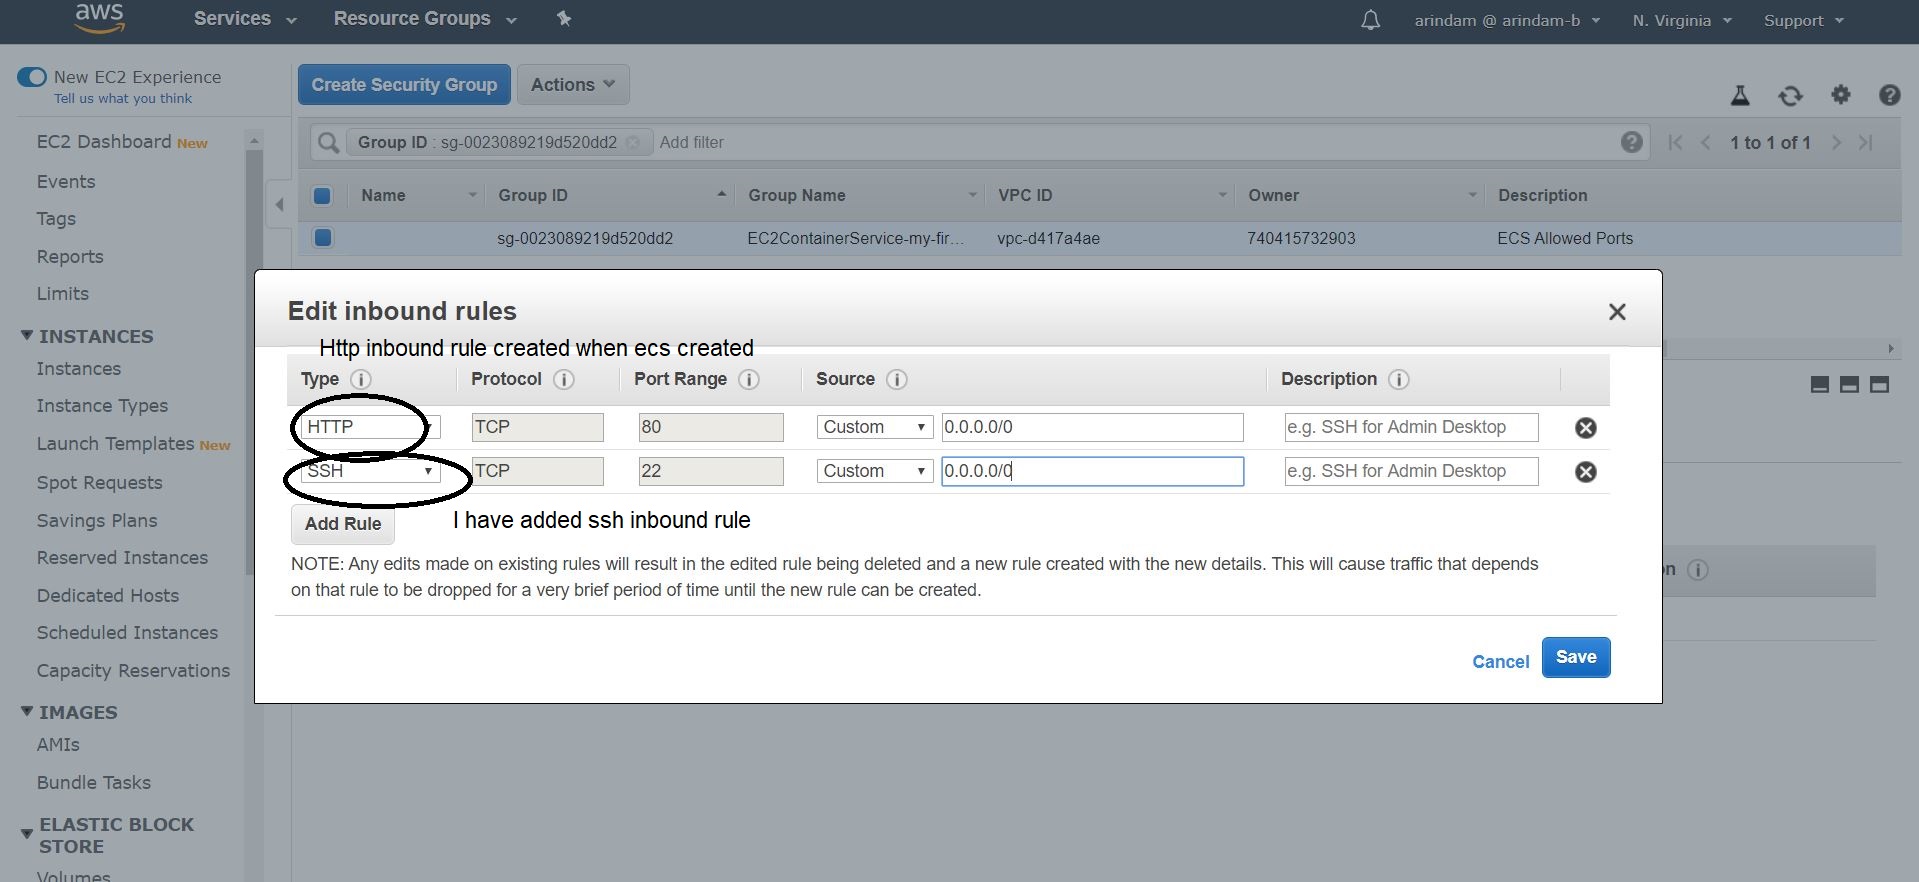 aws Services Resource Groups arindam @ arindam-b N. Virginia Support
New EC2 Experience
Tell us what you think
Create Security Group Actions
Group ID : sg-0023089219d520dd2 Add filter 1 to 1 of 1
Name Group ID Group Name VPC ID Owner Description
sg-0023089219d520dd2 EC2ContainerService-my-fir... vpc-d417a4ae 740415732903 ECS Allowed Ports
EC2 Dashboard New
Events
Tags
Reports
Limits
INSTANCES
Instances
Instance Types
Launch Templates New
Spot Requests
Savings Plans
Reserved Instances
Dedicated Hosts
Scheduled Instances
Capacity Reservations
IMAGES
AMIs
Bundle Tasks
ELASTIC BLOCK
STORE
Volumes
Edit inbound rules
Http inbound rule created when ecs created
Type Protocol Port Range Source Description
HTTP TCP 80 Custom 0.0.0.0/0 e.g. SSH for Admin Desktop
SSH TCP 22 Custom 0.0.0.0/0 e.g. SSH for Admin Desktop
Add Rule I have added ssh inbound rule
NOTE: Any edits made on existing rules will result in the edited rule being deleted and a new rule created with the new details. This will cause traffic that depends
on that rule to be dropped for a very brief period of time until the new rule can be created.
Cancel Save